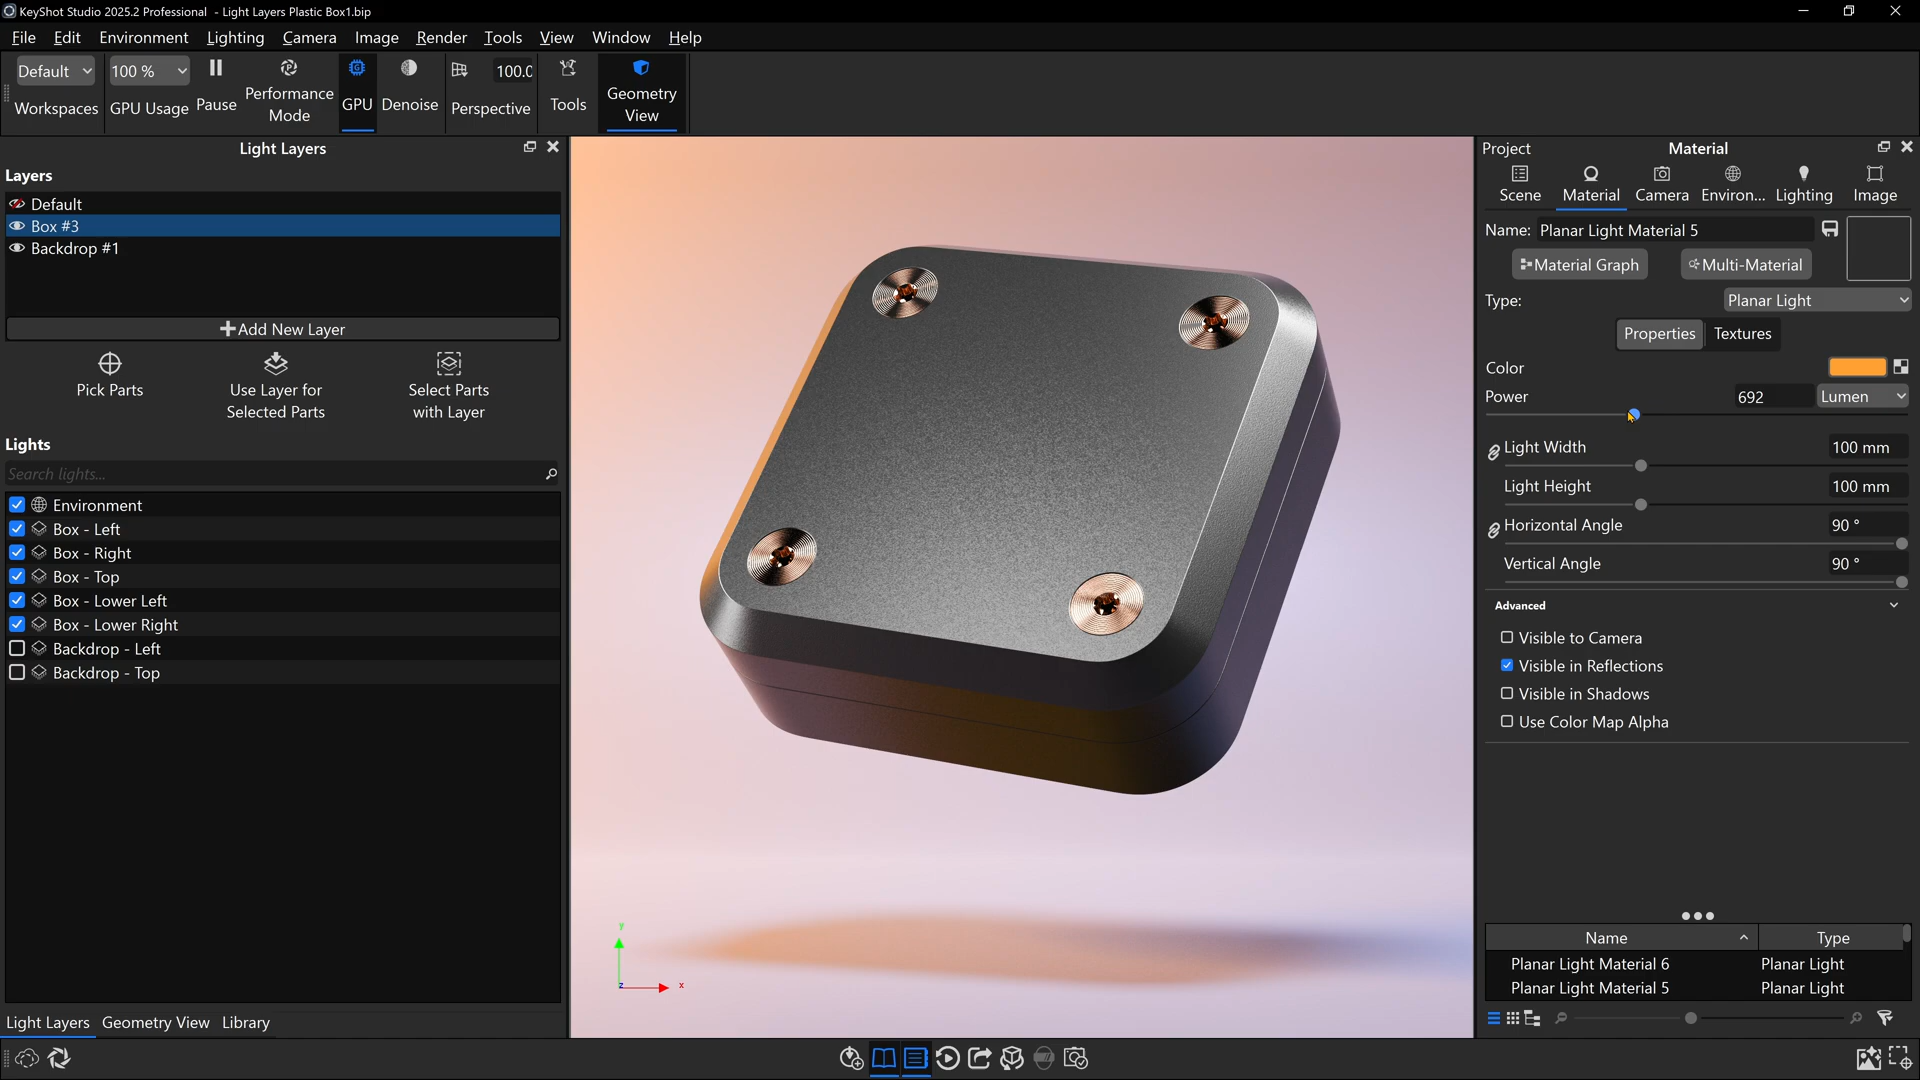 KeyShot Studio 2025.2 Professional - Light Layers Plastic Box1.bip
File Edit Environment Lighting Camera Image Render Tools View Window Help
Default 100 % 100.0
Workspaces GPU Usage Pause Performance Mode GPU Denoise Perspective Tools Geometry View
Light Layers
Layers
Default
Box #3
Backdrop #1
Add New Layer
Pick Parts
Use Layer for Selected Parts
Select Parts with Layer
Lights
Search lights...
Environment
Box - Left
Box - Right
Box - Top
Box - Lower Left
Box - Lower Right
Backdrop - Left
Backdrop - Top
Light Layers Geometry View Library
y
z
x
Project Material
Scene Material Camera Environ... Lighting Image
Name: Planar Light Material 5
Material Graph Multi-Material
Type: Planar Light
Properties Textures
Color
Power 692 Lumen
Light Width 100 mm
Light Height 100 mm
Horizontal Angle 90 °
Vertical Angle 90 °
Advanced
Visible to Camera
Visible in Reflections
Visible in Shadows
Use Color Map Alpha
Name Type
Planar Light Material 6 Planar Light
Planar Light Material 5 Planar Light